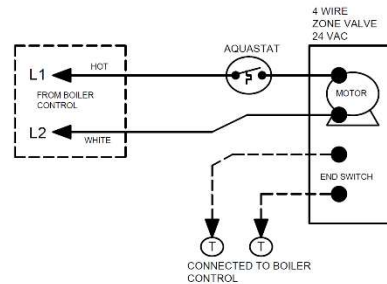 4 WIRE
ZONE VALVE
24 VAC
AQUASTAT
L1
HOT
FROM BOILER
CONTROL
MOTOR
L2
WHITE
END SWITCH
T
T
CONNECTED TO BOILER
CONTROL